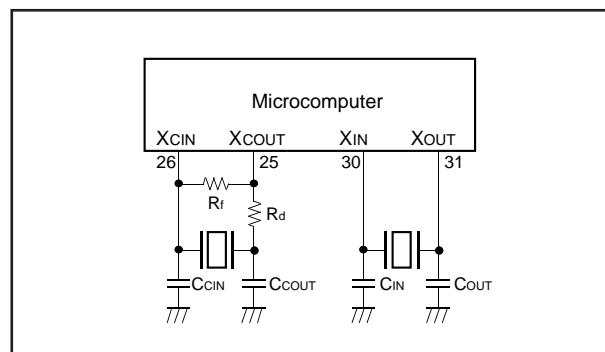 Microcomputer
XCIN XCOUT XIN XOUT
26 25 30 31
Rf
Rd
CCIN CCOUT CIN COUT